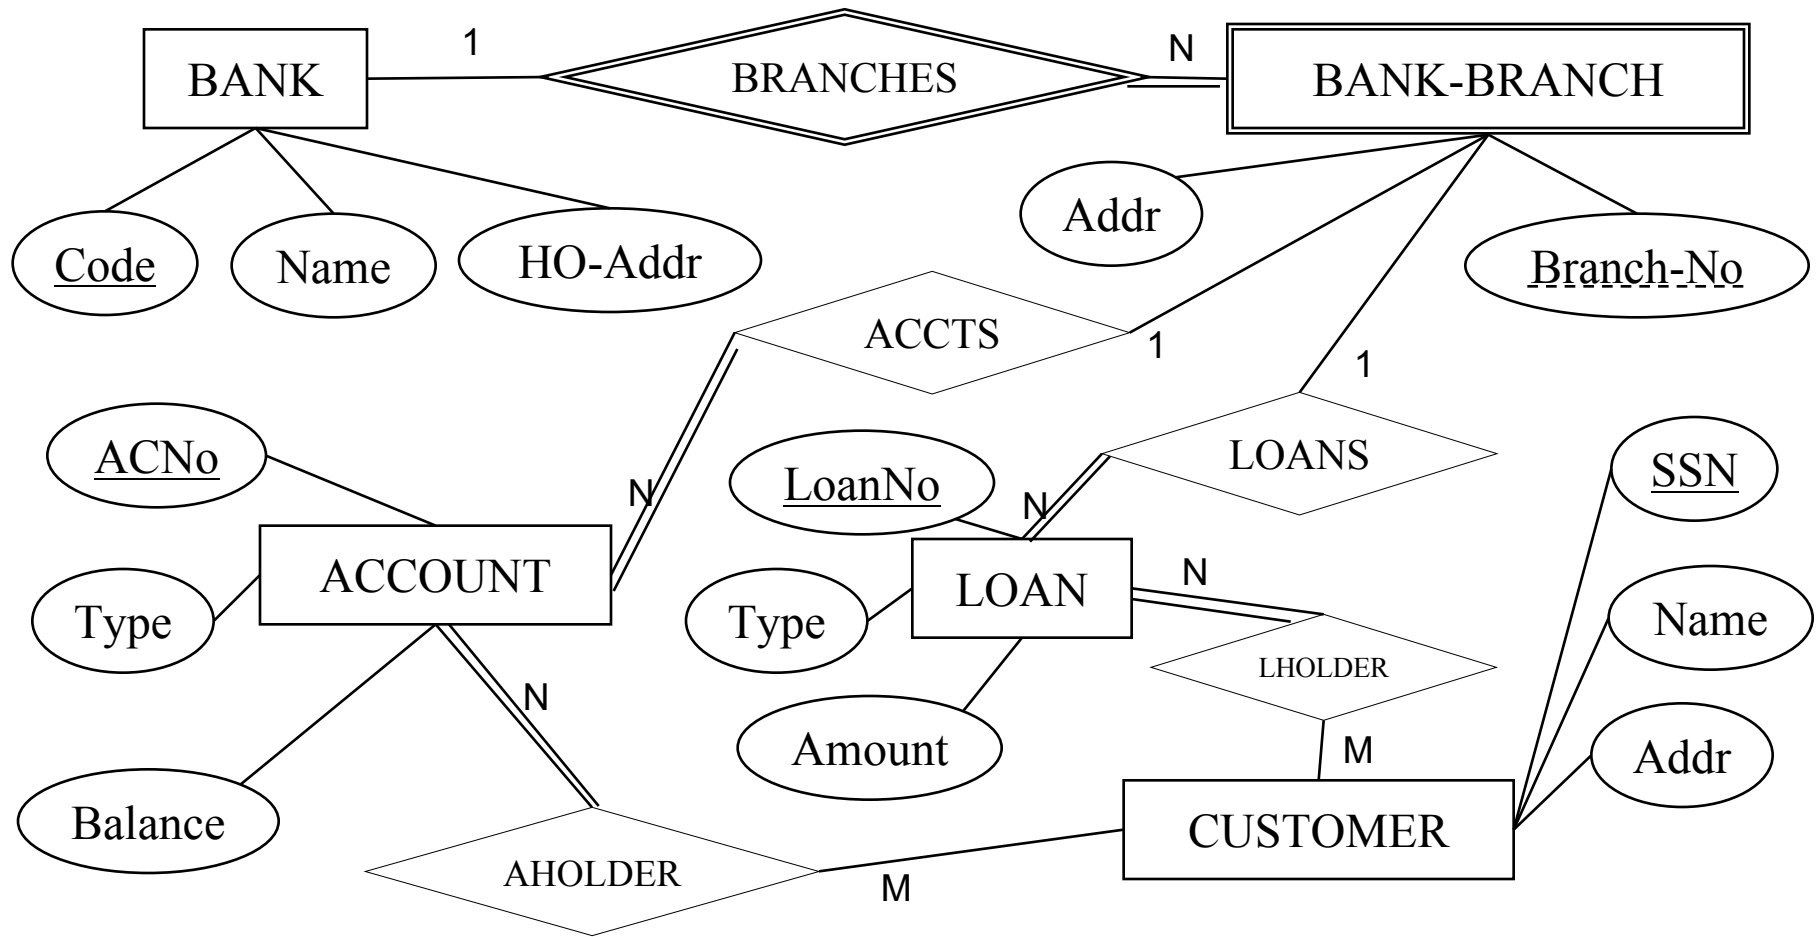 BANK
1
BRANCHES
N
BANK-BRANCH
Code
Name
HO-Addr
Addr
Branch-No
ACCTS
1
1
ACNo
N
LoanNo
N
LOANS
SSN
ACCOUNT
Type
LOAN
Type
N
LHOLDER
Name
N
Amount
M
Addr
Balance
AHOLDER
M
CUSTOMER